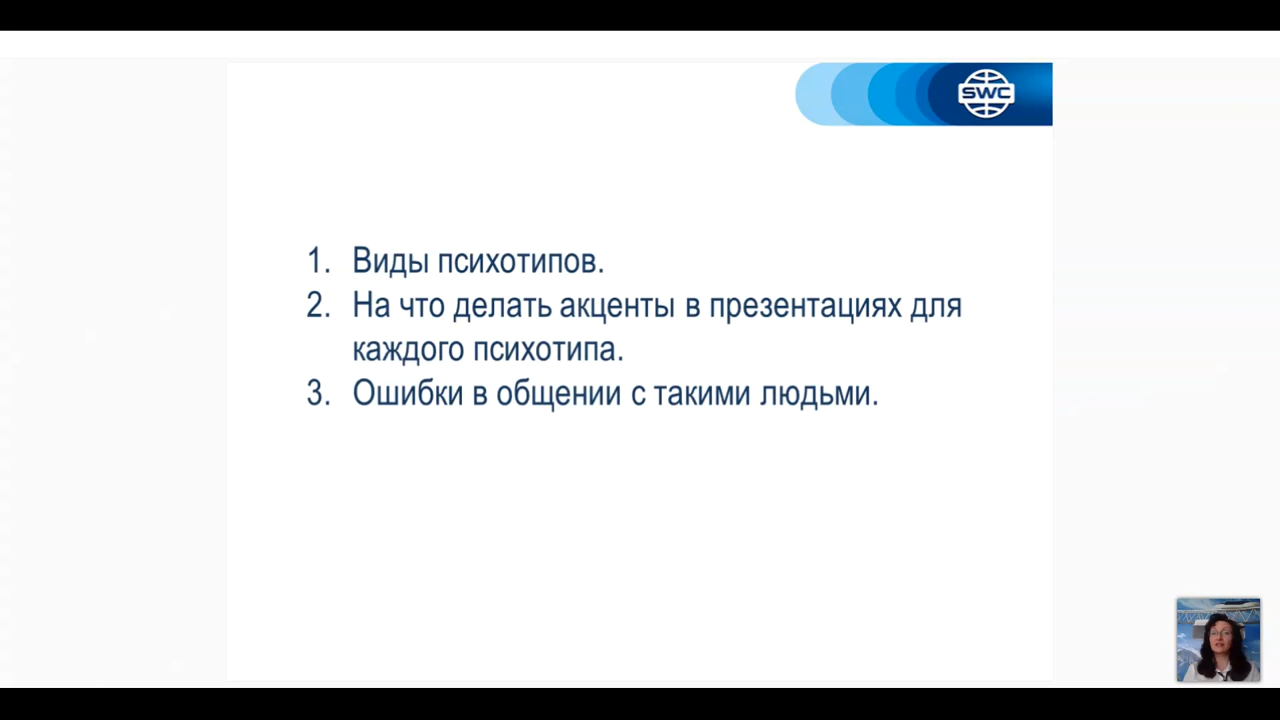 SWC
1. Виды психотипов.
2. На что делать акценты в презентациях для
каждого психотипа.
3. Ошибки в общении с такими людьми.